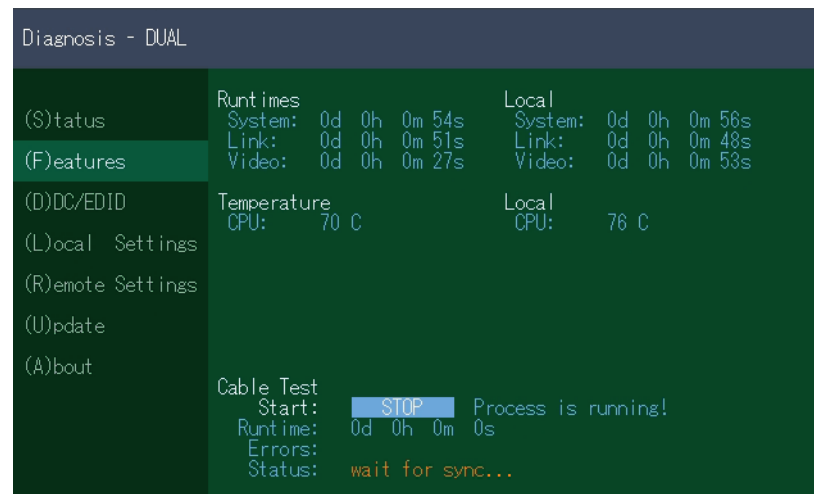 Diagnosis - DUAL
(S)tatus
(F)eatures
(D)DC/EDID
(L)ocal Settings
(R)emote Settings
(U)pdate
(A)bout
Runtimes Local
System: 0d 0h 0m 54s System: 0d 0h 0m 56s
Link: 0d 0h 0m 51s Link: 0d 0h 0m 48s
Video: 0d 0h 0m 27s Video: 0d 0h 0m 53s
Temperature Local
CPU: 70 C CPU: 76 C
Cable Test
Start: STOP Process is running!
Runtime: 0d 0h 0m 0s
Errors:
Status: wait for sync...